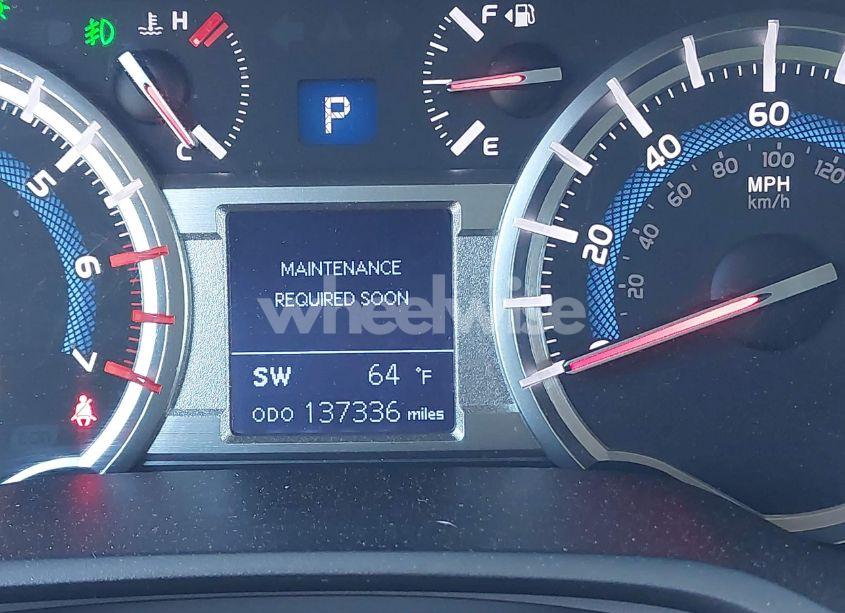 H
C
P
F
E
5
6
7
MAINTENANCE
REQUIRED SOON
SW 64 °F
ODO 137336 miles
wheelwise
0
20
40
60
20
40
60
80
100
120
MPH
km/h